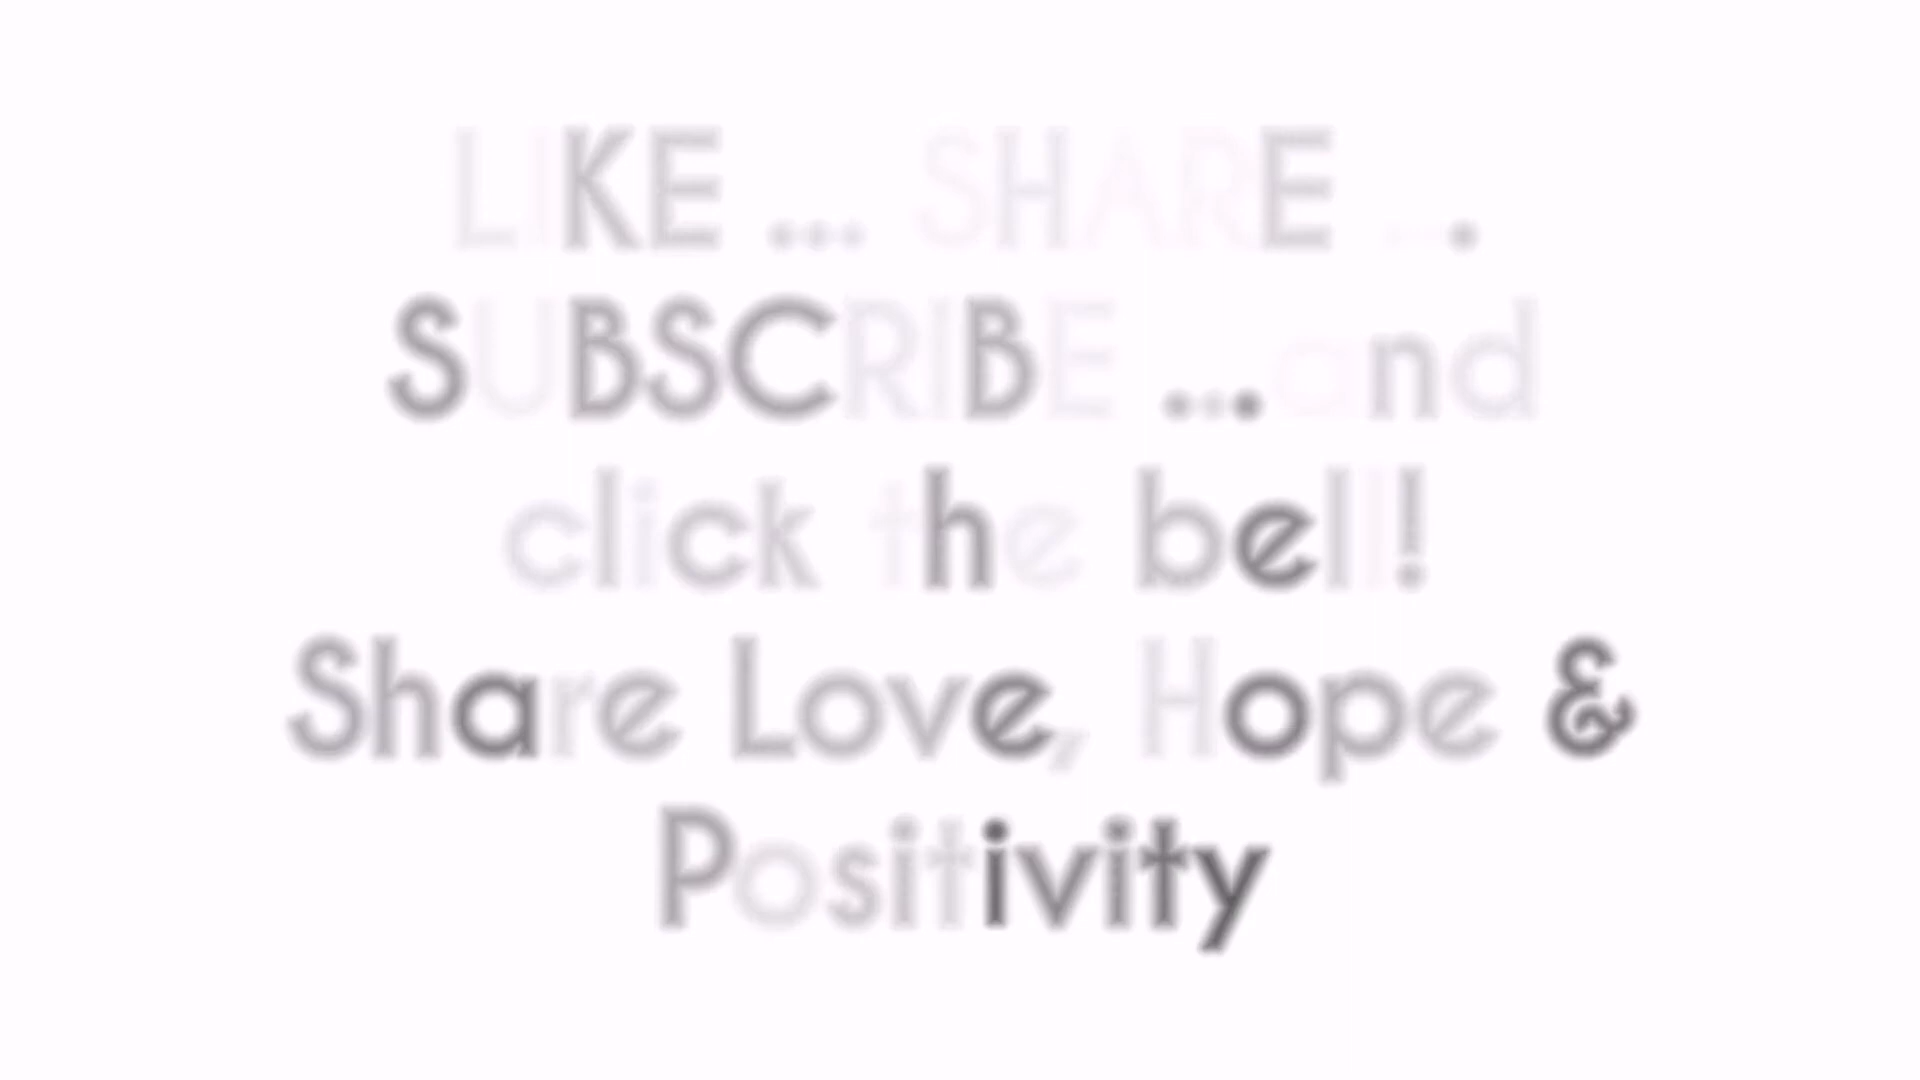 LIKE ... SHARE ...
SUBSCRIBE ... and
click the bell!
Share Love, Hope &
Positivity